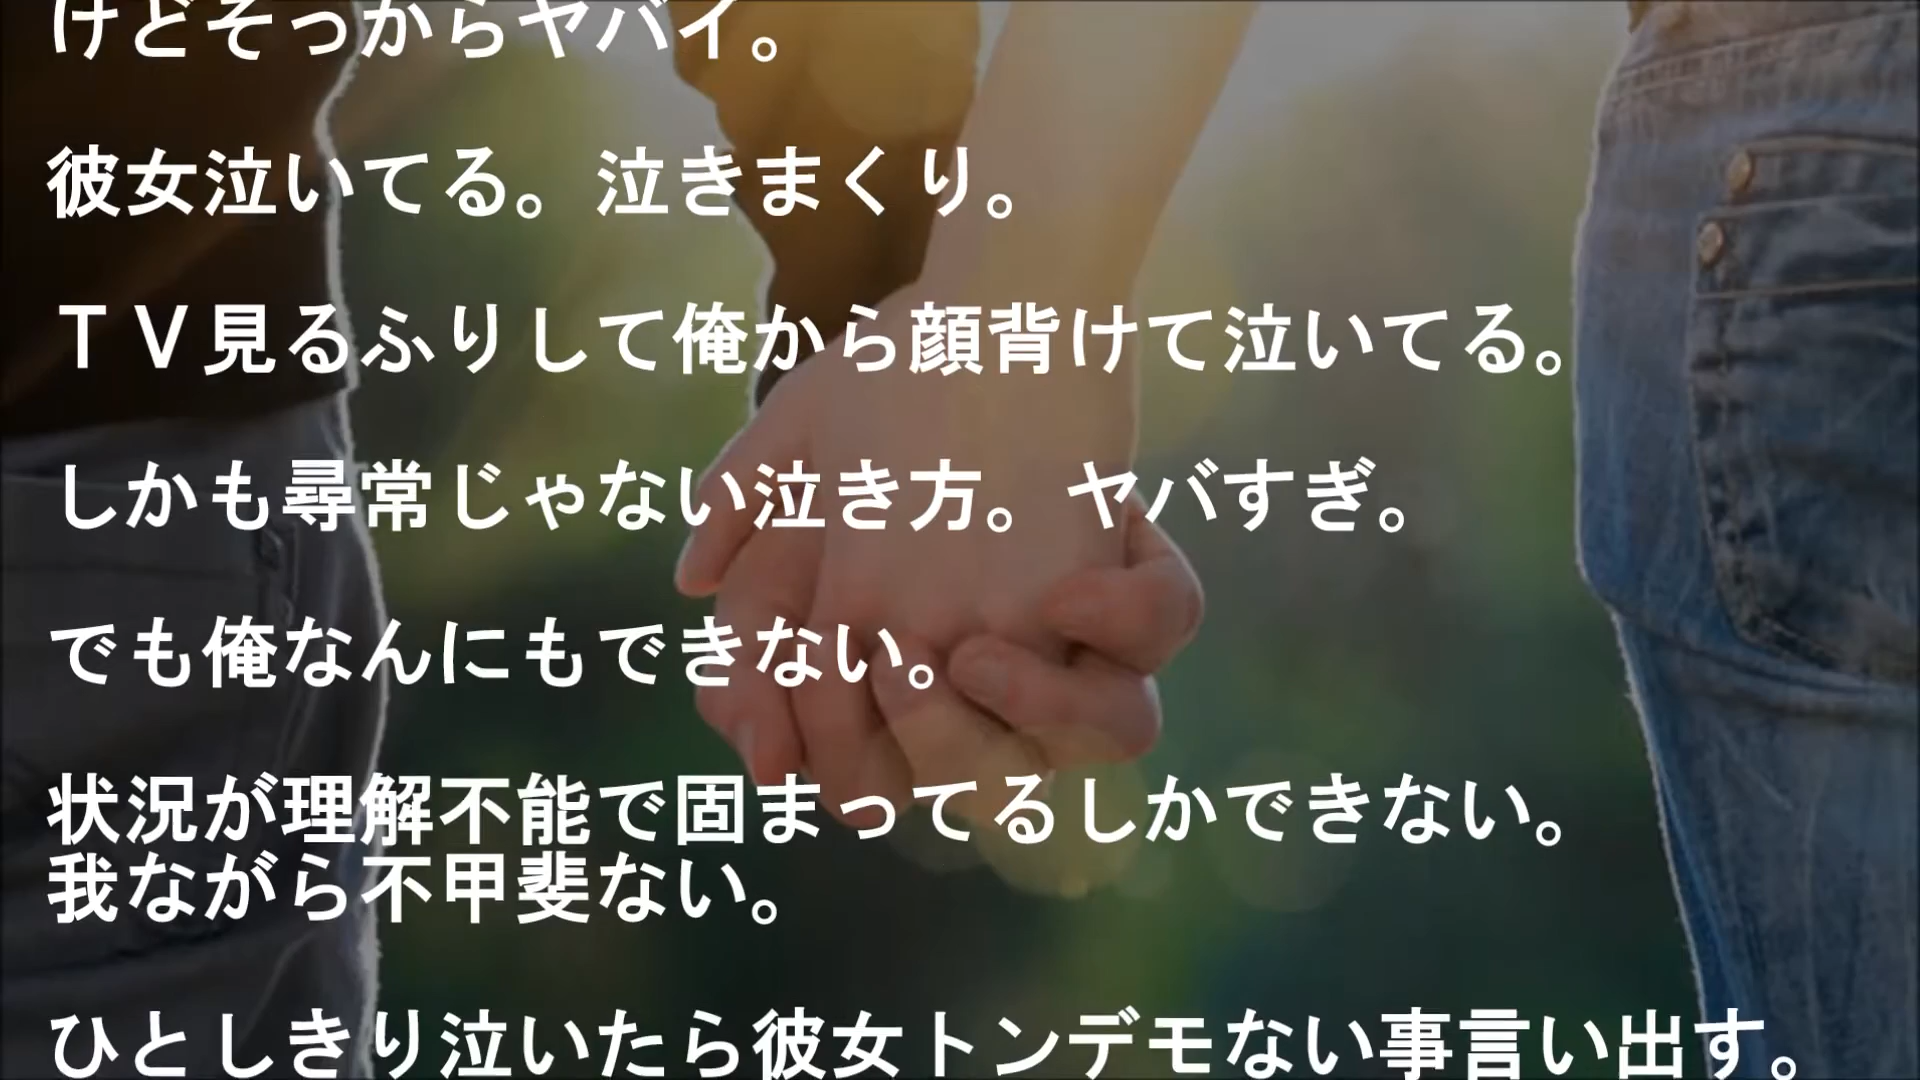 けどそっからヤバイ。
彼女泣いてる。泣きまくり。
ＴＶ見るふりして俺から顔背けて泣いてる。
しかも尋常じゃない泣き方。ヤバすぎ。
でも俺なんにもできない。
状況が理解不能で固まってるしかできない。
我ながら不甲斐ない。
ひとしきり泣いたら彼女トンデモない事言い出す。